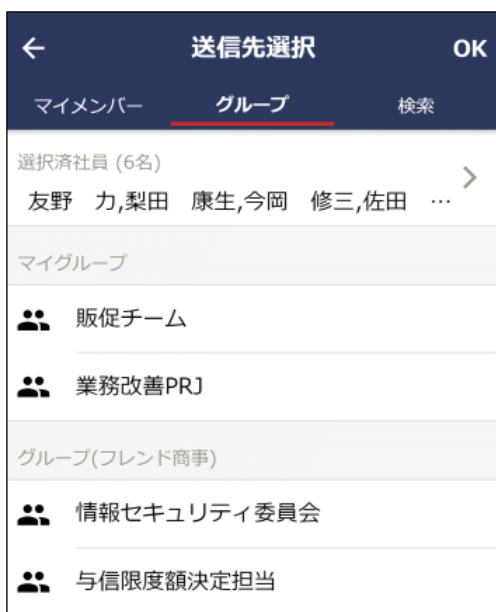 送信先選択 OK
マイメンバー グループ 検索
選択済社員 (6名)
友野 力,梨田 康生,今岡 修三,佐田 …
マイグループ
販促チーム
業務改善PRJ
グループ(フレンド商事)
情報セキュリティ委員会
与信限度額決定担当